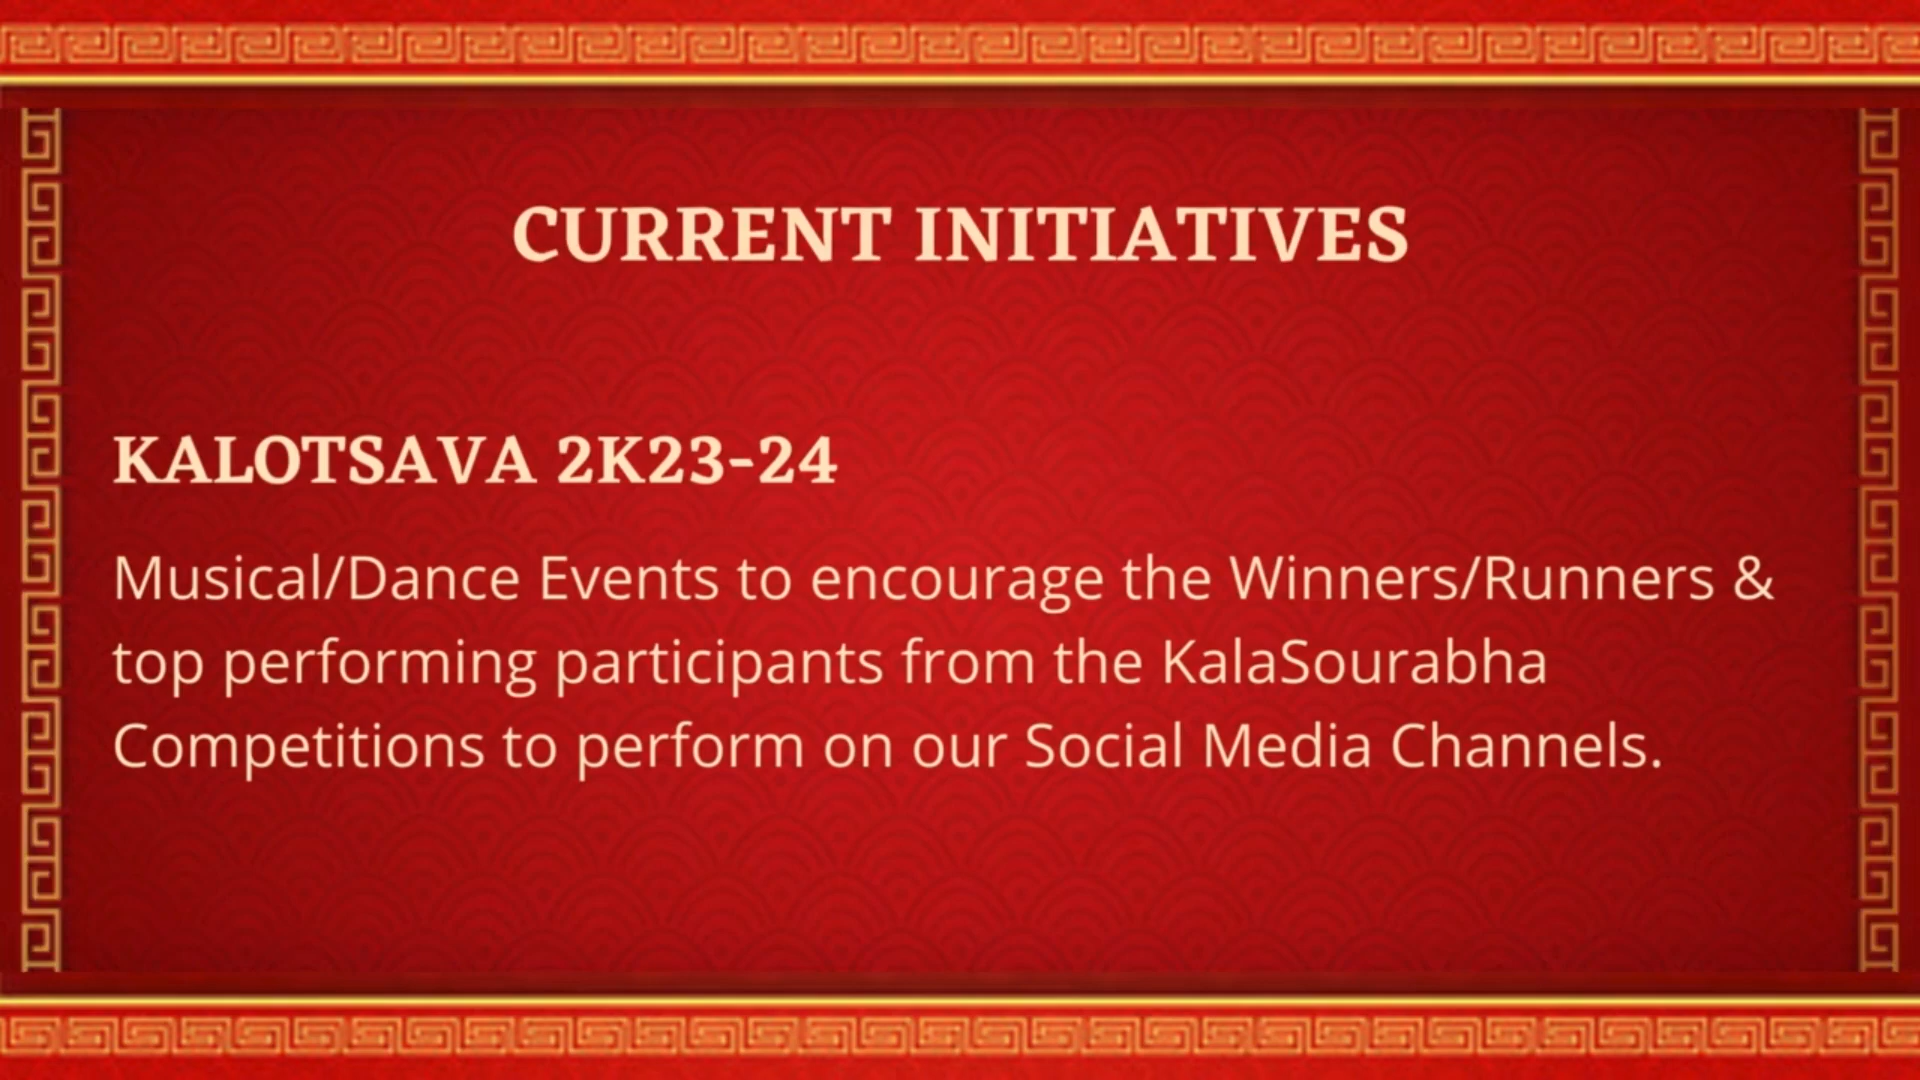 CURRENT INITIATIVES
KALOTSAVA 2K23-24
Musical/Dance Events to encourage the Winners/Runners &
top performing participants from the KalaSourabha
Competitions to perform on our Social Media Channels.